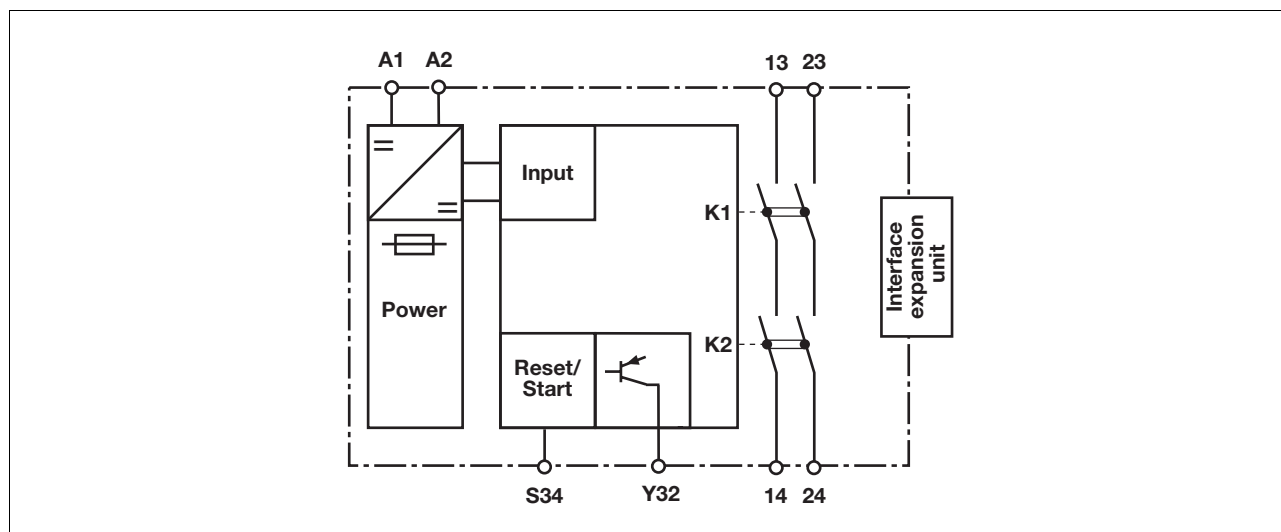 A1 A2
13 23
Input
K1
Interface
expansion
unit
Power
K2
Reset/
Start
S34
Y32
14 24